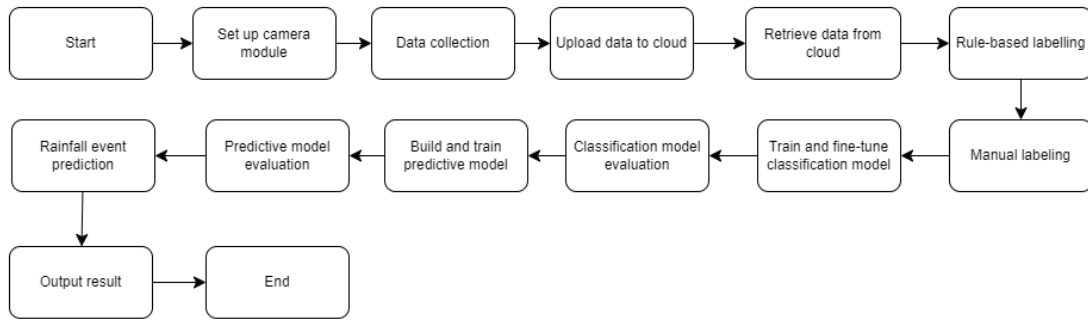 Start
Set up camera
module
Data collection
Upload data to cloud
Retrieve data from
cloud
Rule-based labelling
Manual labeling
Train and fine-tune
classification model
Classification model
evaluation
Build and train
predictive model
Predictive model
evaluation
Rainfall event
prediction
Output result
End